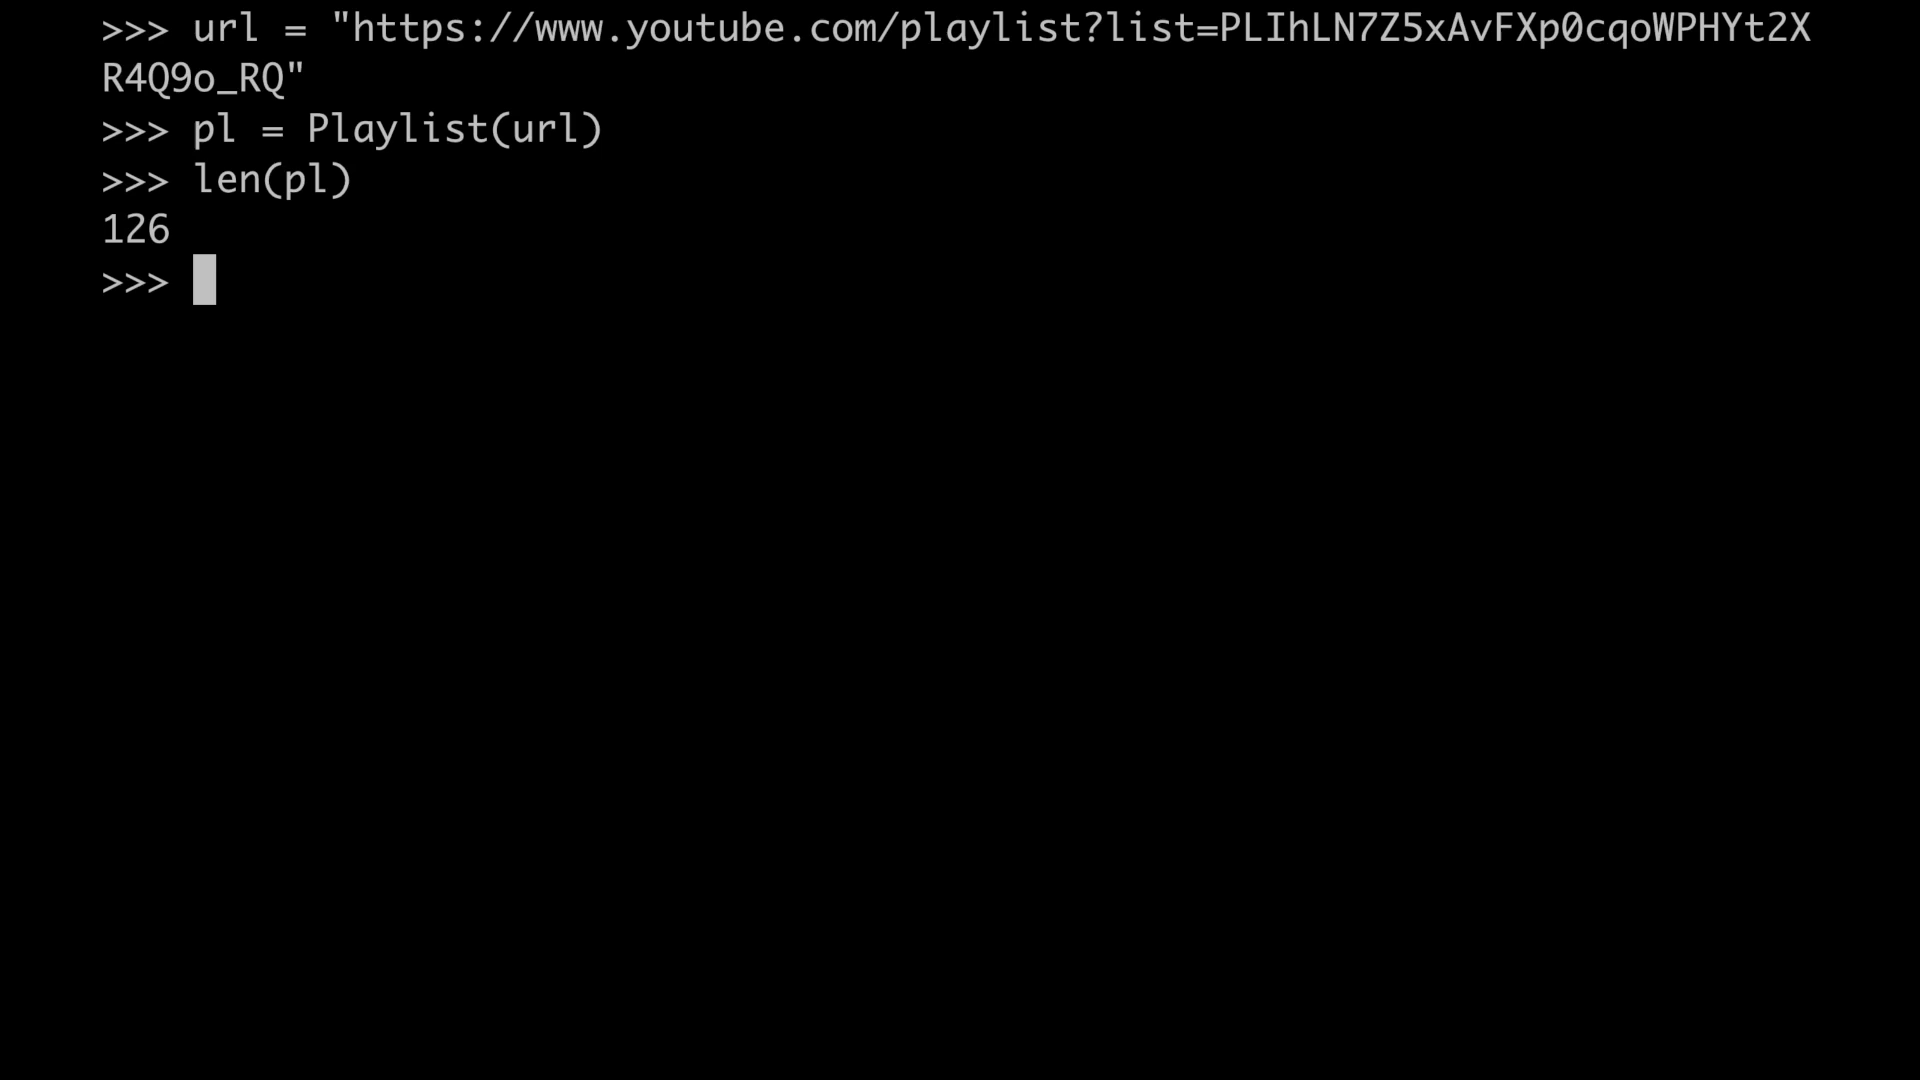 >>> url = "https://www.youtube.com/playlist?list=PLIhLN7Z5xAvFXp0cqoWPHYt2X
R4Q9o_RQ"
>>> pl = Playlist(url)
>>> len(pl)
126
>>>